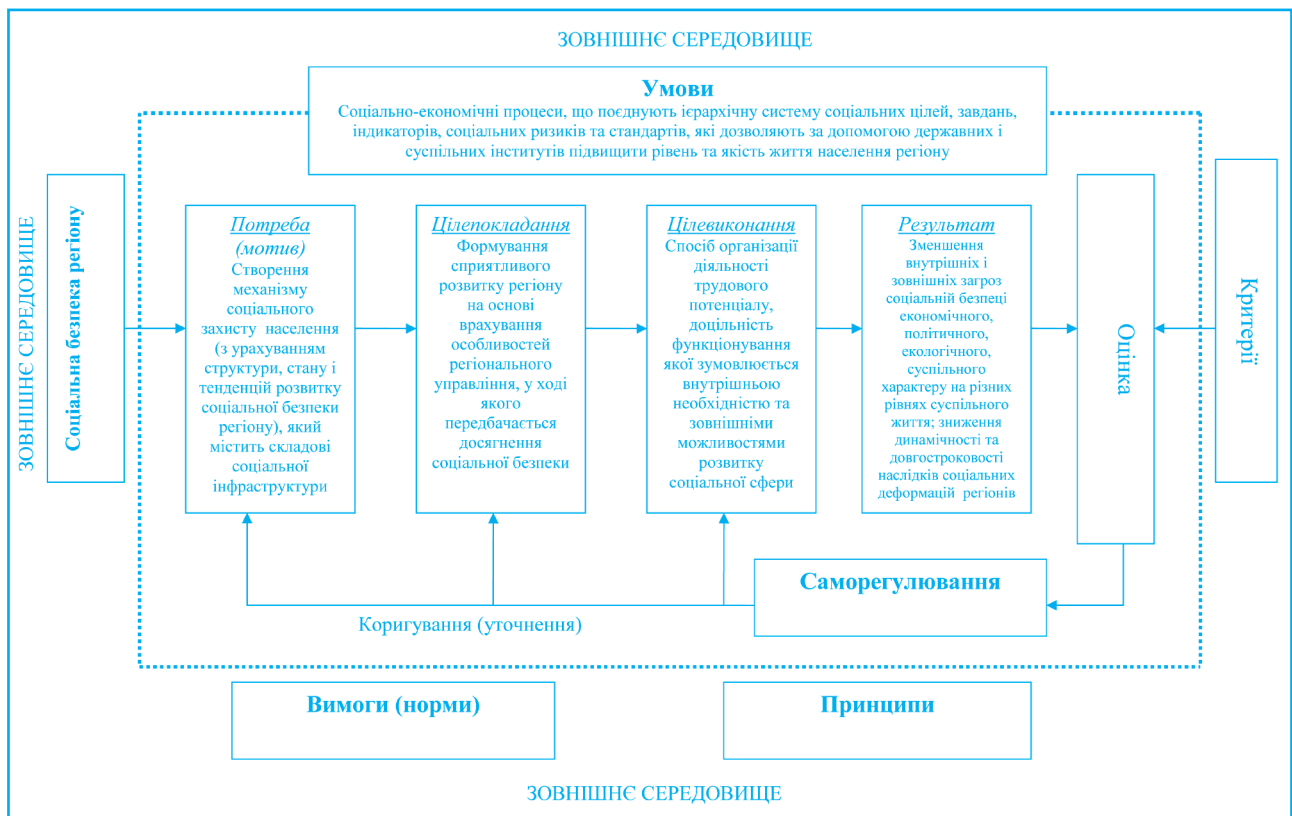 ЗОВНІШНЄ СЕРЕДОВИЩЕ
Умови
Соціально-економічні процеси, що поєднують ієрархічну систему соціальних цілей, завдань,
індикаторів, соціальних ризиків та стандартів, які дозволяють за допомогою державних і
суспільних інститутів підвищити рівень та якість життя населення регіону
ЗОВНІШНЄ СЕРЕДОВИЩЕ
Соціальна безпека регіону
Потреба
(мотив)
Створення
механізму
соціального
захисту населення
(з урахуванням
структури, стану і
тенденцій розвитку
соціальної безпеки
регіону), який
містить складові
соціальної
інфраструктури
Цілепокладання
Формування
сприятливого
розвитку регіону
на основі
врахування
особливостей
регіонального
управління, у ході
якого
передбачається
досягнення
соціальної безпеки
Цілевиконання
Спосіб організації
діяльності
трудового
потенціалу,
доцільність
функціонування
якої зумовлюється
внутрішньою
необхідністю та
зовнішніми
можливостями
розвитку
соціальної сфери
Результат
Зменшення
внутрішніх і
зовнішніх загроз
соціальній безпеці
економічного,
політичного,
екологічного,
суспільного
характеру на різних
рівнях суспільного
життя; зниження
динамічності та
довгостроковості
наслідків соціальних
деформацій регіонів
Оцінка
Критерії
Саморегулювання
Коригування (уточнення)
Вимоги (норми)
Принципи
ЗОВНІШНЄ СЕРЕДОВИЩЕ